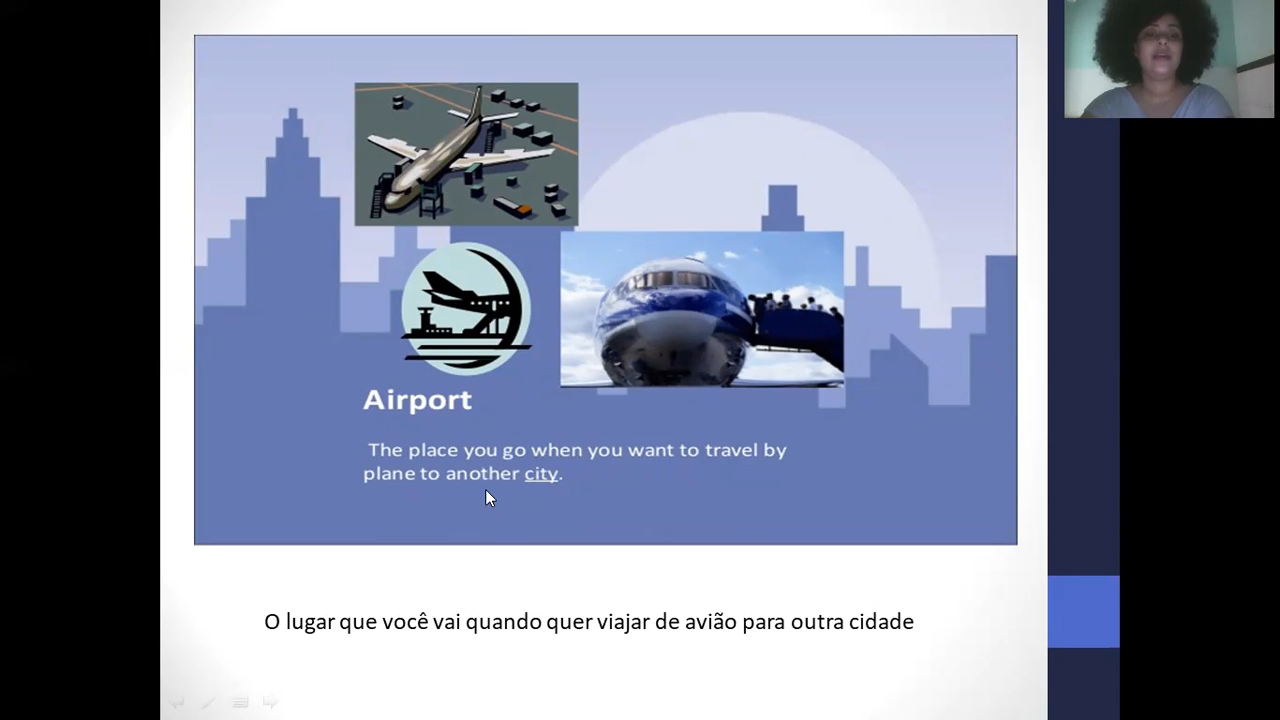 Airport
The place you go when you want to travel by
plane to another city.
O lugar que você vai quando quer viajar de avião para outra cidade